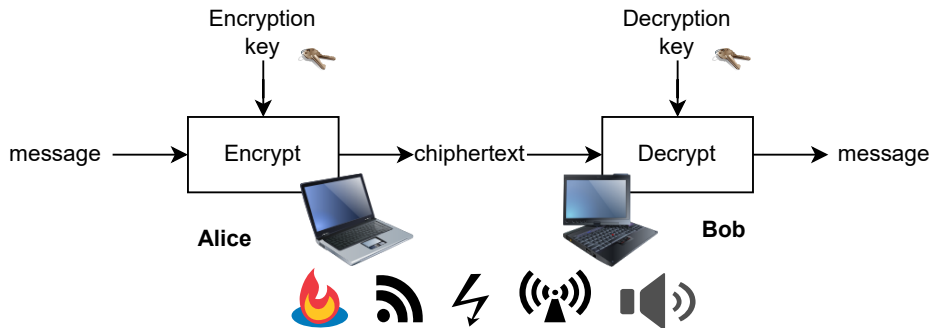 Encryption
key
Decryption
key
message
Encrypt
chiphertext
Decrypt
message
Alice
Bob